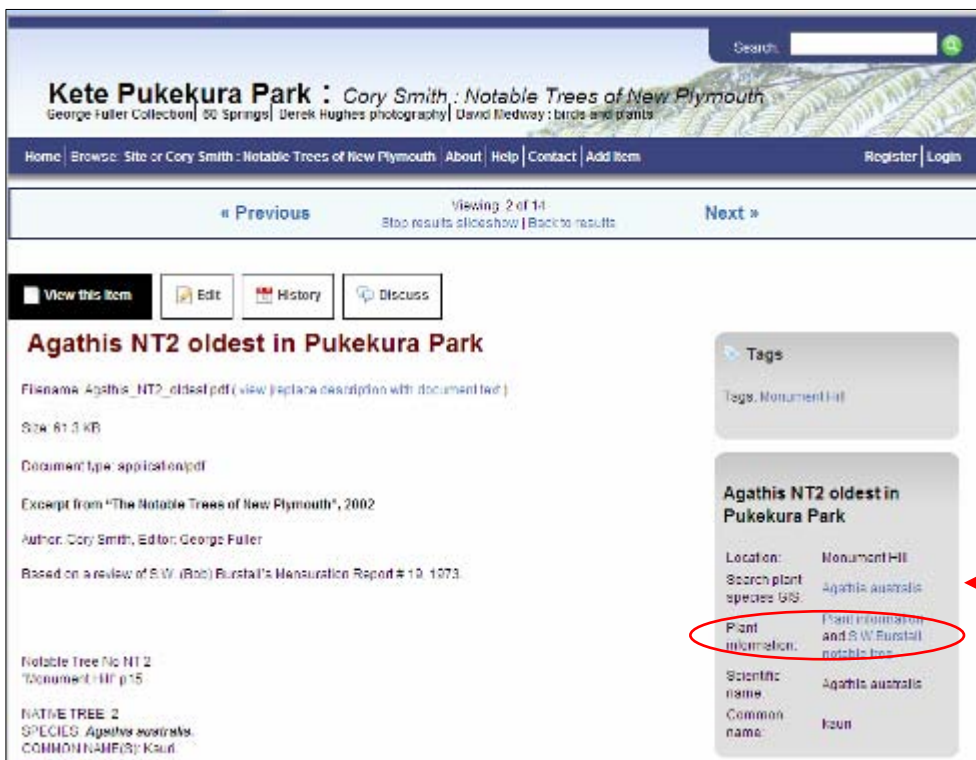 Search:
Kete Pukekura Park : Cory Smith : Notable Trees of New Plymouth
George Fuller Collection| 60 Springs| Derek Hughes photography| David Medway : birds and plants
Home | Browse: Site or Cory Smith : Notable Trees of New Plymouth | About | Help | Contact | Add Item
Register | Login
« Previous
Viewing 2 of 14
Next »
Stop results slideshow | Back to results
View this Item
Edit
History
Discuss
Agathis NT2 oldest in Pukekura Park
Filename: Agathis_NT2_oldest.pdf ( view | replace description with document text )
Size: 61.3 KB
Document type: application/pdf
Excerpt from “The Notable Trees of New Plymouth”, 2002
Author: Cory Smith, Editor: George Fuller
Based on a review of S.W. (Bob) Burstall's Mensuration Report # 19, 1973.
Notable Tree No NT 2
"Monument Hill" p15
NATIVE TREE: 2
SPECIES: Agathis australis.
COMMON NAME(S): Kauri.
Tags
Tags: Monument Hill
Agathis NT2 oldest in
Pukekura Park
Location: Monument Hill
Search plant
species GIS: Agathis australis
Plant
information: Plant information
and S W Burstall
notable tree
Scientific
name: Agathis australis
Common
name: kauri